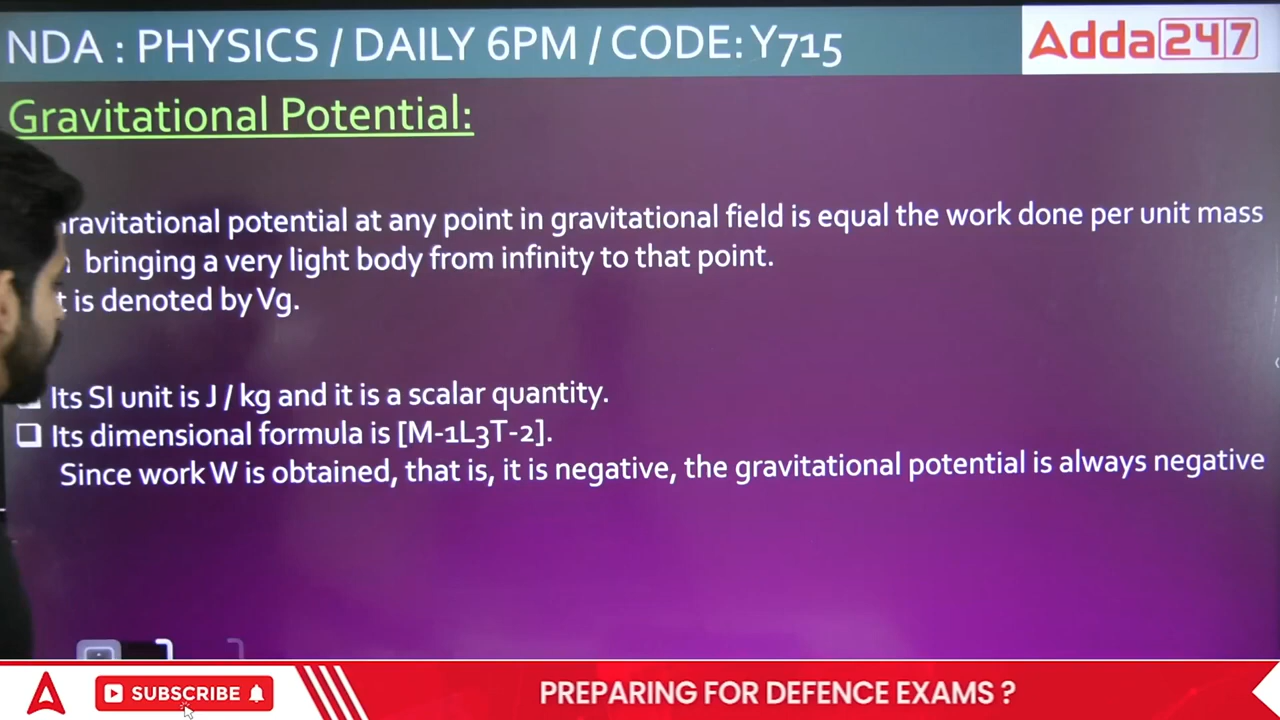 NDA : PHYSICS / DAILY 6PM / CODE: Y715
Adda247
Gravitational Potential:
ravitational potential at any point in gravitational field is equal the work done per unit mass
bringing a very light body from infinity to that point.
t is denoted by Vg.
Its SI unit is J / kg and it is a scalar quantity.
Its dimensional formula is [M-1L3T-2].
Since work W is obtained, that is, it is negative, the gravitational potential is always negative
SUBSCRIBE
PREPARING FOR DEFENCE EXAMS ?